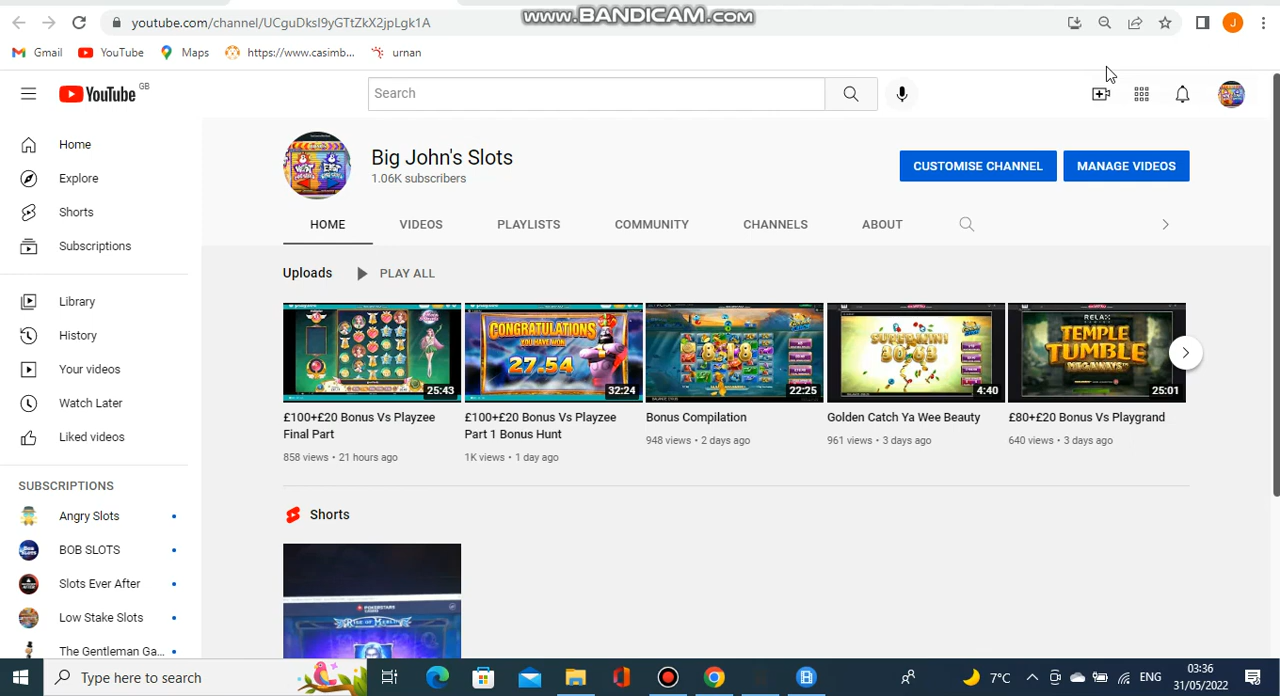 youtube.com/channel/UCguDksI9yGTtZkX2jpLgk1A
www.BANDICAM.com
J
Gmail
YouTube
Maps
https://www.casimb...
urnan
YouTube GB
Search
Home
Explore
Shorts
Subscriptions
Library
History
Your videos
Watch Later
Liked videos
SUBSCRIPTIONS
Angry Slots
BOB SLOTS
Slots Ever After
Low Stake Slots
The Gentleman Ga...
Big John's Slots
1.06K subscribers
CUSTOMISE CHANNEL
MANAGE VIDEOS
HOME
VIDEOS
PLAYLISTS
COMMUNITY
CHANNELS
ABOUT
Uploads
PLAY ALL
25:43
£100+£20 Bonus Vs Playzee
Final Part
858 views • 21 hours ago
CONGRATULATIONS
YOU HAVE WON
27.54
32:24
£100+£20 Bonus Vs Playzee
Part 1 Bonus Hunt
1K views • 1 day ago
22:25
Bonus Compilation
948 views • 2 days ago
4:40
Golden Catch Ya Wee Beauty
961 views • 3 days ago
RELAX
TEMPLE
TUMBLE
MEGAWAYS
25:01
£80+£20 Bonus Vs Playgrand
640 views • 3 days ago
Shorts
POKERSTARS
RISE OF MERLIN
Type here to search
7°C
ENG
03:36
31/05/2022